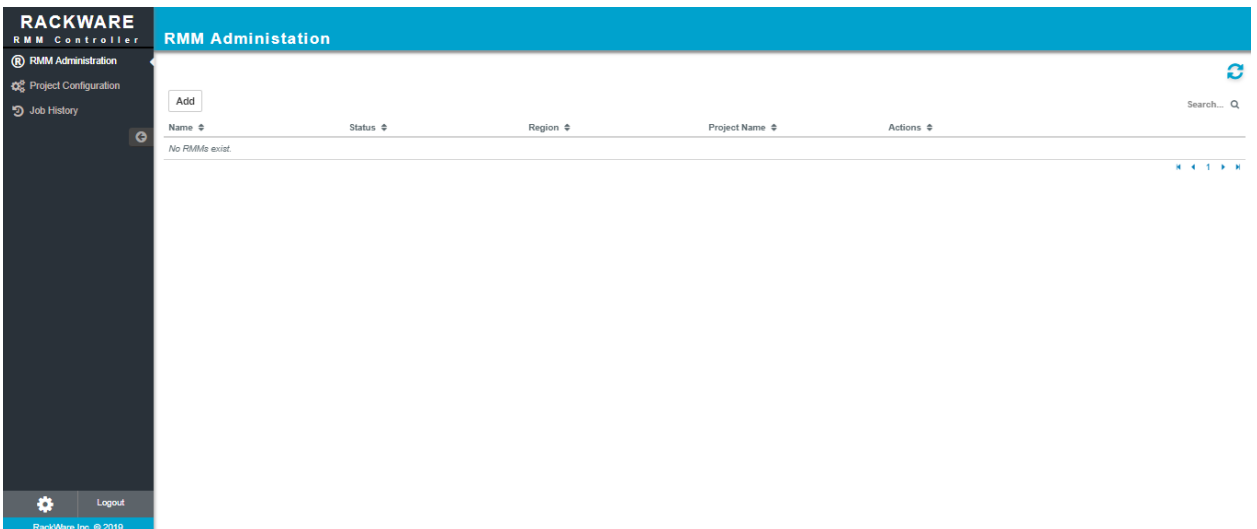 RACKWARE
RMM Controller
RMM Administration
Project Configuration
Job History
Logout
RackWare Inc. © 2019
RMM Administation
Add
Search...
Name Status Region Project Name Actions
No RMMs exist.
1